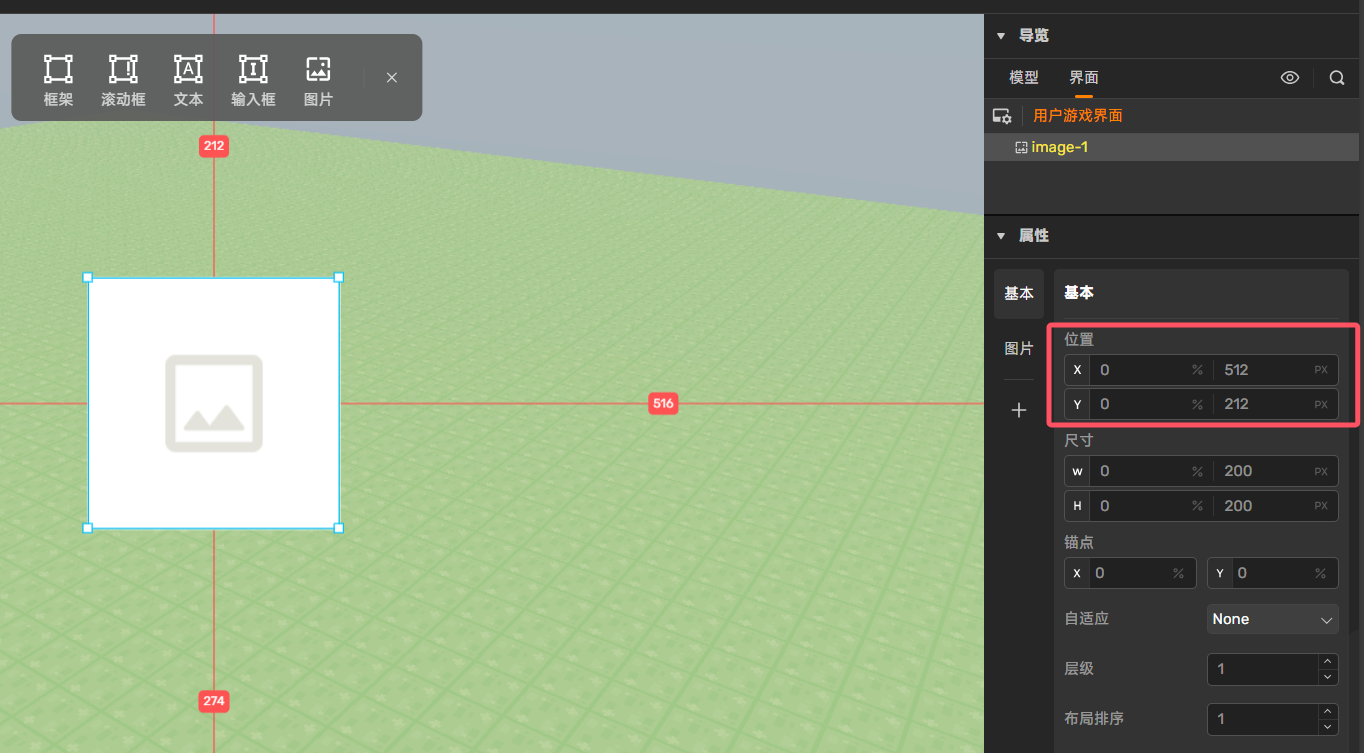 框架 滚动框 文本 输入框 图片
212
516
274
导览
模型 界面
用户游戏界面
image-1
属性
基本
图片
基本
位置
X 0 % 512 PX
Y 0 % 212 PX
尺寸
W 0 % 200 PX
H 0 % 200 PX
锚点
X 0 % Y 0 %
自适应 None
层级 1
布局排序 1